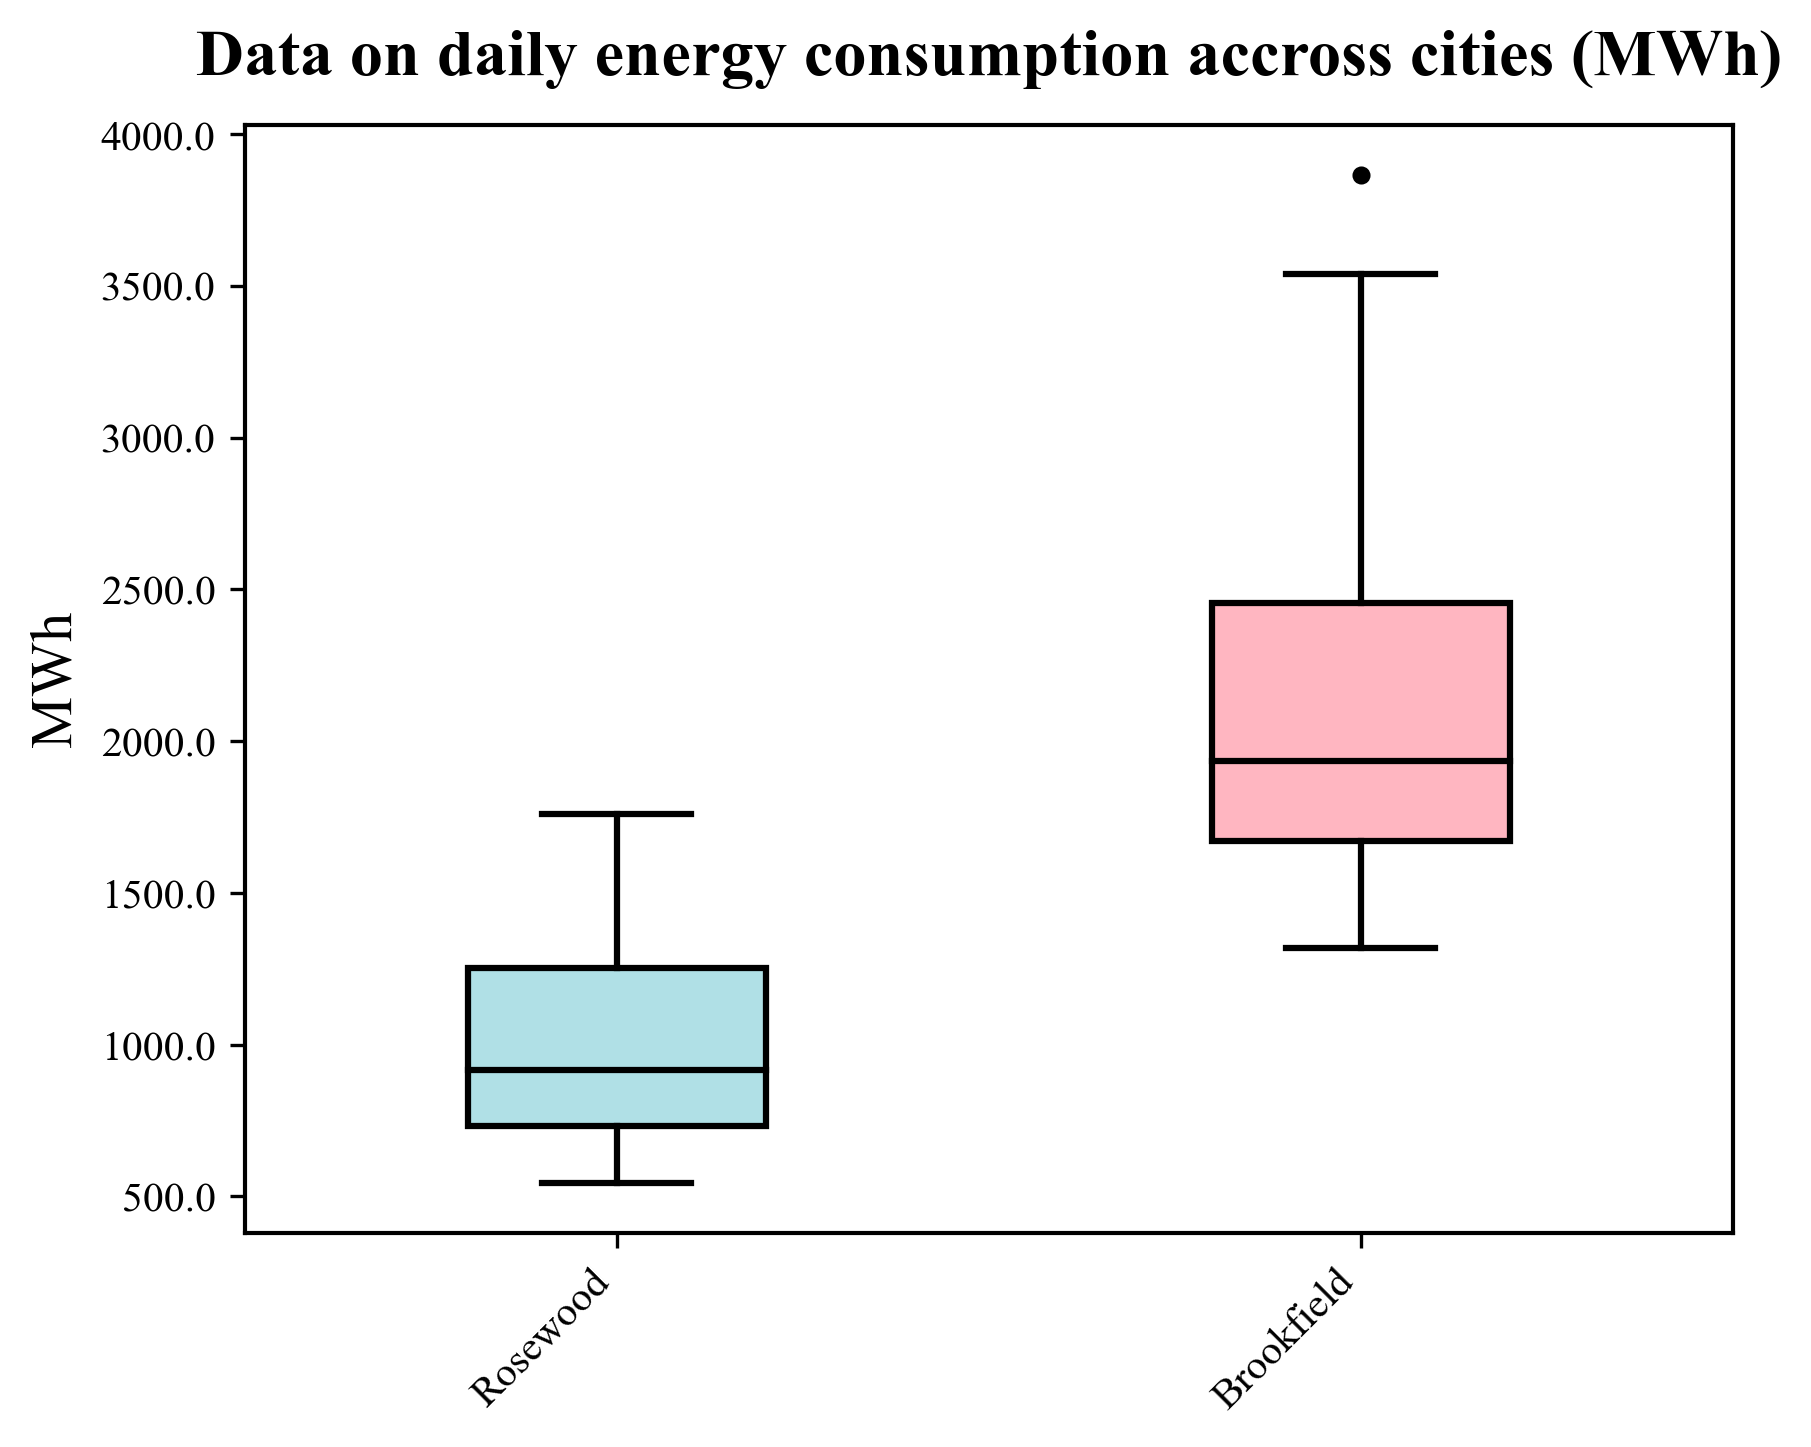 Data on daily energy consumption accross cities (MWh)
4000.0
3500.0
3000.0
2500.0
2000.0
1500.0
1000.0
500.0
MWh
Rosewood
Brookfield